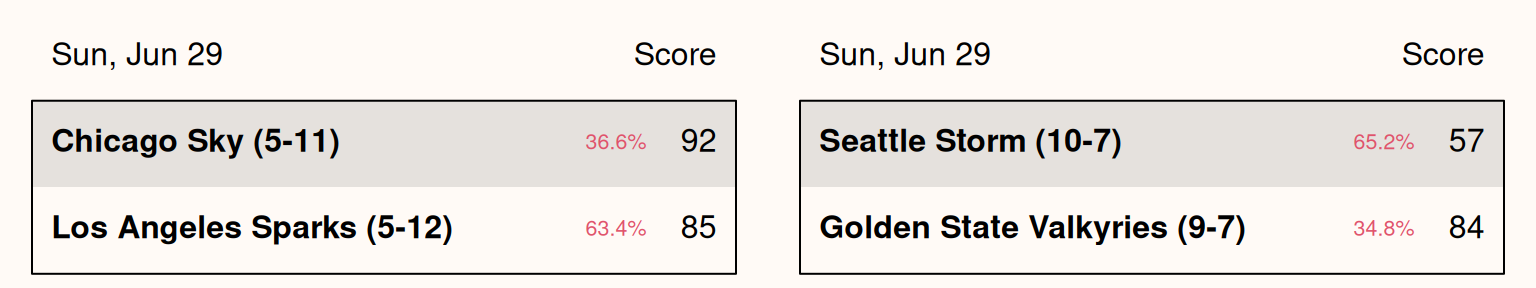 Sun, Jun 29 Score
Chicago Sky (5-11) 36.6% 92
Los Angeles Sparks (5-12) 63.4% 85
Sun, Jun 29 Score
Seattle Storm (10-7) 65.2% 57
Golden State Valkyries (9-7) 34.8% 84